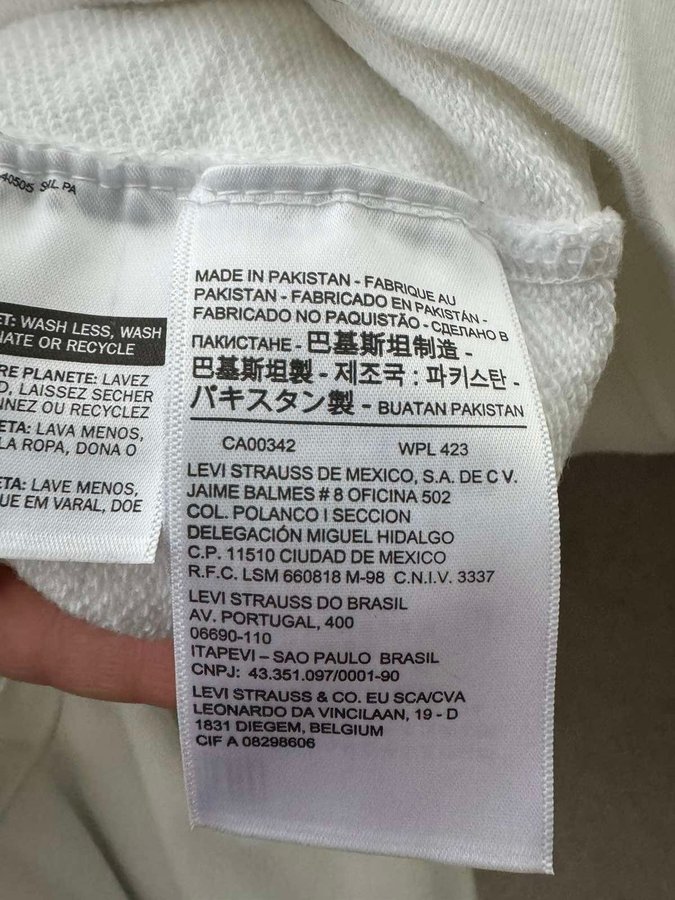 40505 SIL PA
ET: WASH LESS, WASH
NATE OR RECYCLE
RE PLANETE: LAVEZ
D, LAISSEZ SECHER
NNEZ OU RECYCLEZ
ETA: LAVA MENOS,
LA ROPA, DONA O
ETA: LAVE MENOS,
UE EM VARAL, DOE
MADE IN PAKISTAN - FABRIQUE AU
PAKISTAN - FABRICADO EN PAKISTÁN -
FABRICADO NO PAQUISTÃO - СДЕЛАНО В
ПАКИСТАНЕ - 巴基斯坦制造 -
巴基斯坦製 - 제조국 : 파키스탄 -
パキスタン製 - BUATAN PAKISTAN
CA00342 WPL 423
LEVI STRAUSS DE MEXICO, S.A. DE C V.
JAIME BALMES # 8 OFICINA 502
COL. POLANCO I SECCION
DELEGACIÓN MIGUEL HIDALGO
C.P. 11510 CIUDAD DE MEXICO
R.F.C. LSM 660818 M-98 C.N.I.V. 3337
LEVI STRAUSS DO BRASIL
AV. PORTUGAL, 400
06690-110
ITAPEVI – SAO PAULO BRASIL
CNPJ: 43.351.097/0001-90
LEVI STRAUSS & CO. EU SCA/CVA
LEONARDO DA VINCILAAN, 19 - D
1831 DIEGEM, BELGIUM
CIF A 08298606